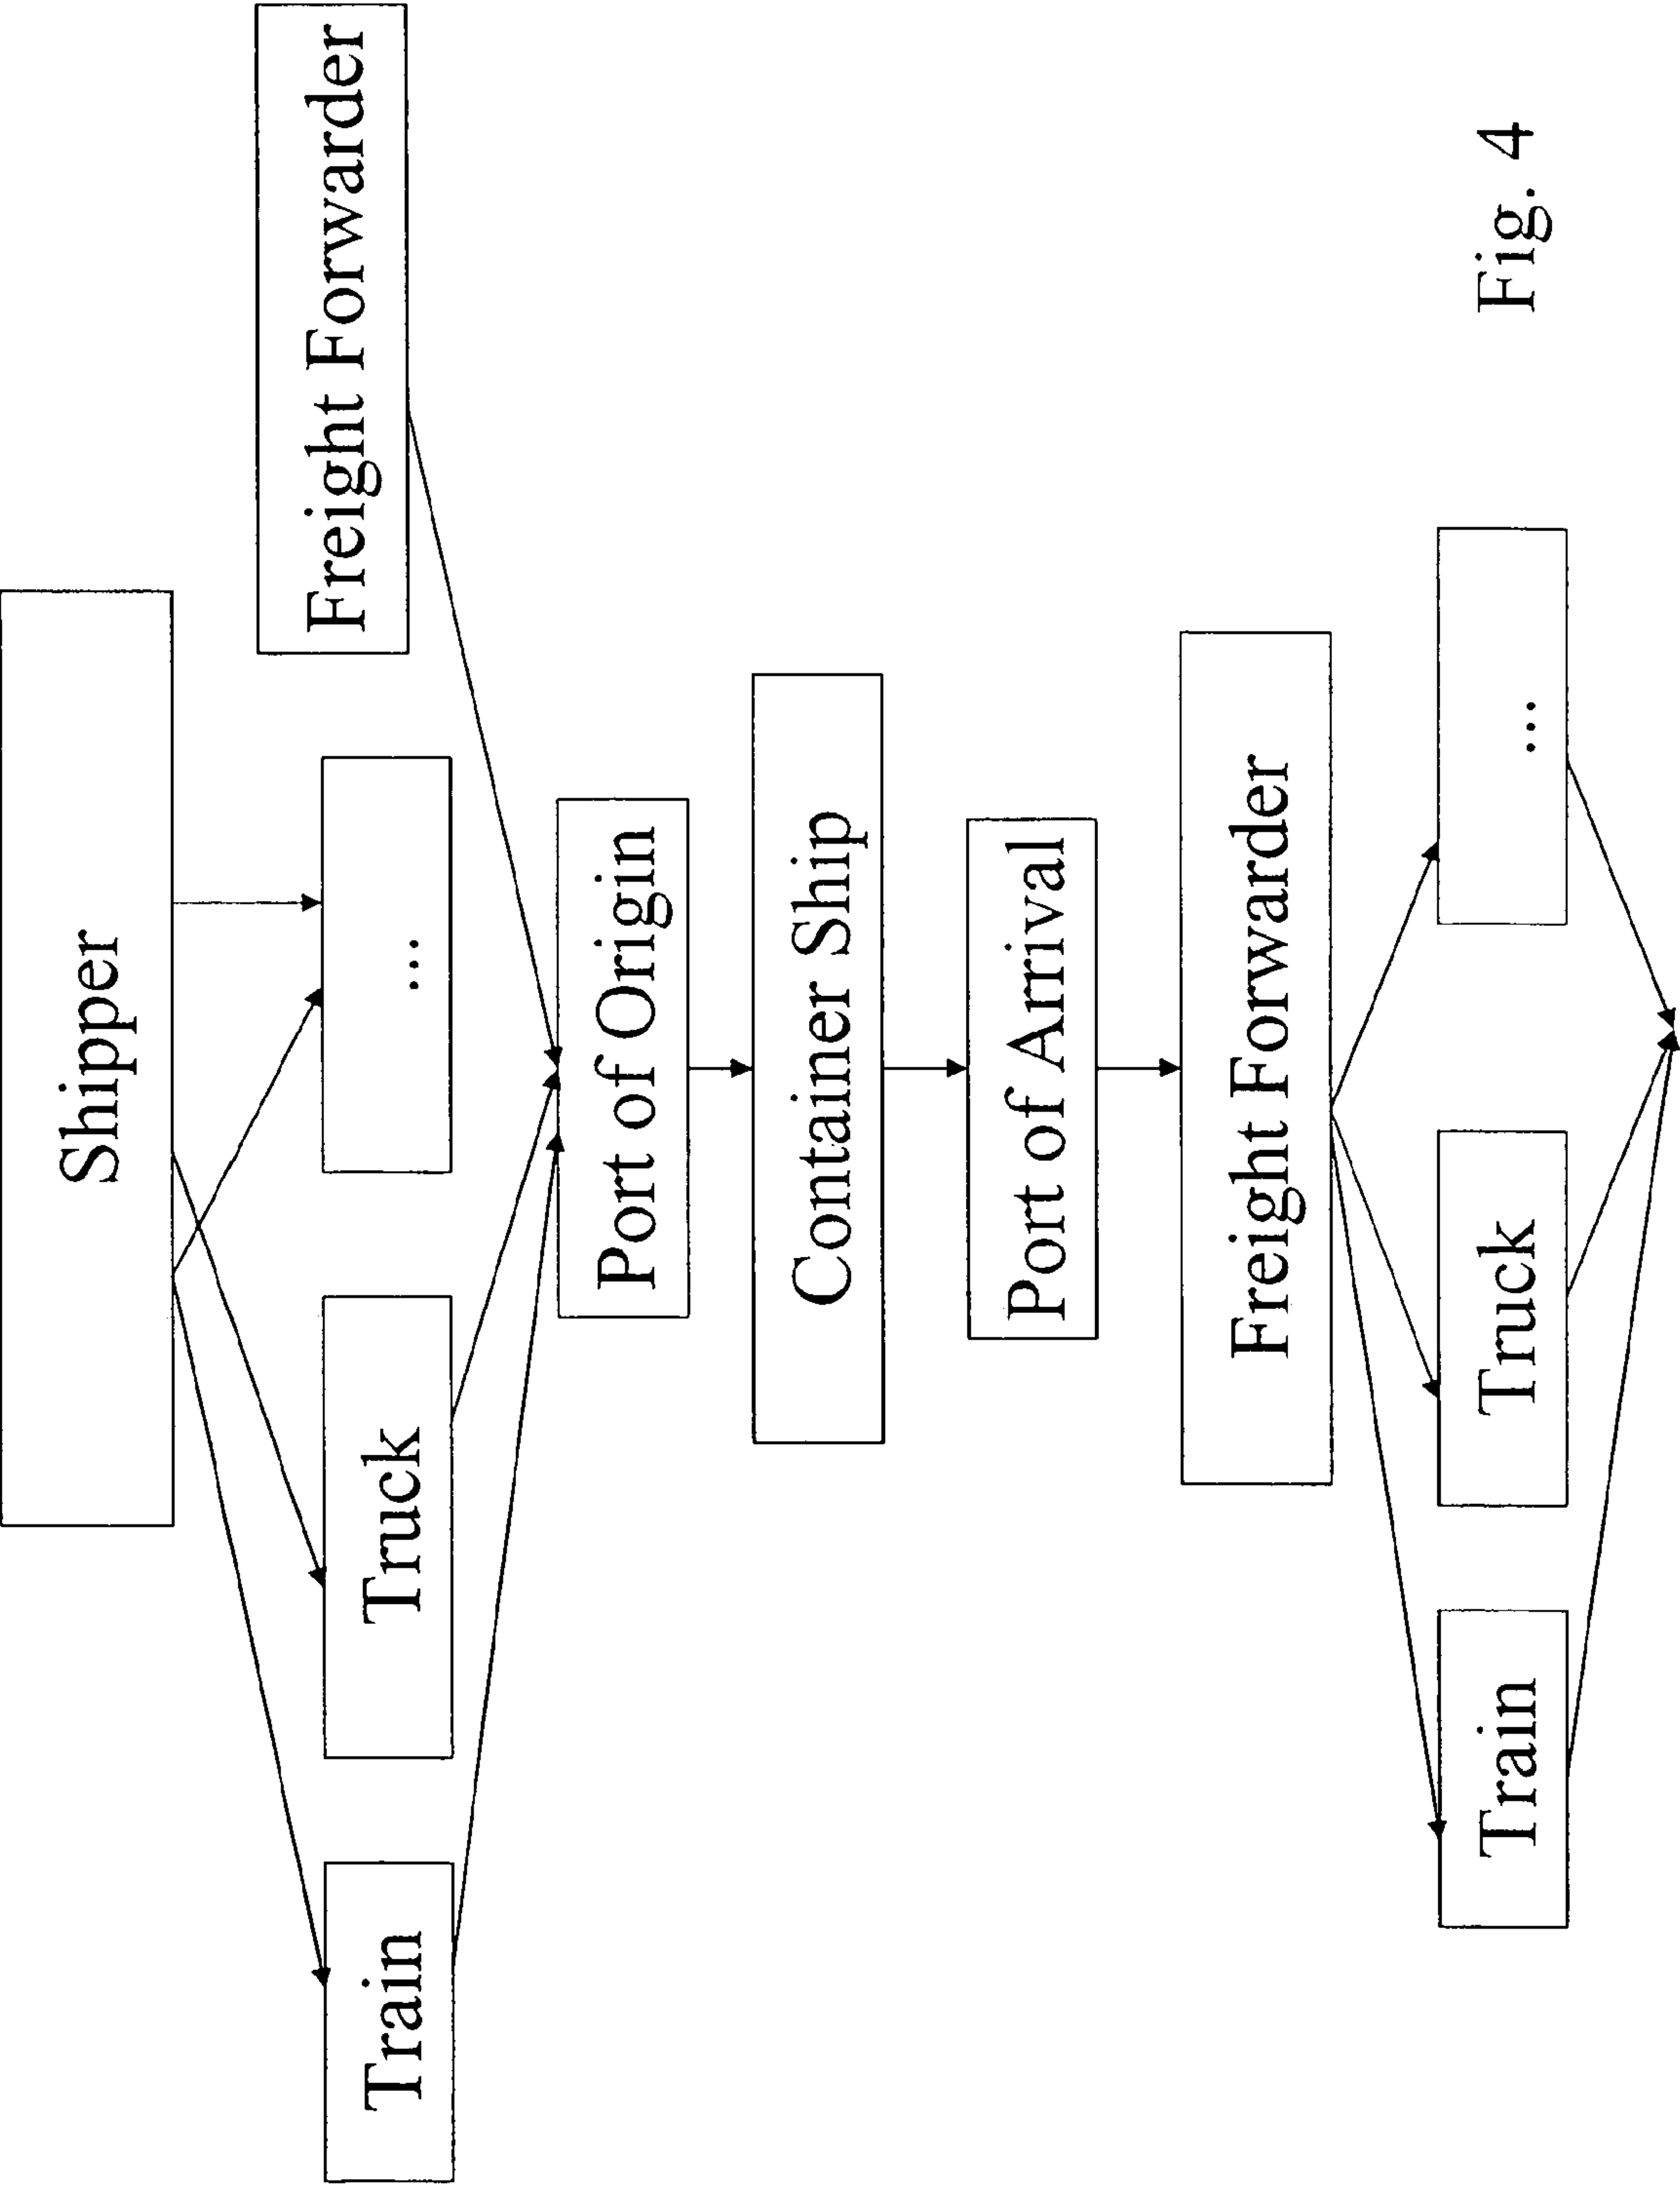 Shipper
Freight Forwarder
Train
Truck
...
Port of Origin
Container Ship
Port of Arrival
Freight Forwarder
Train
Truck
...
Fig. 4